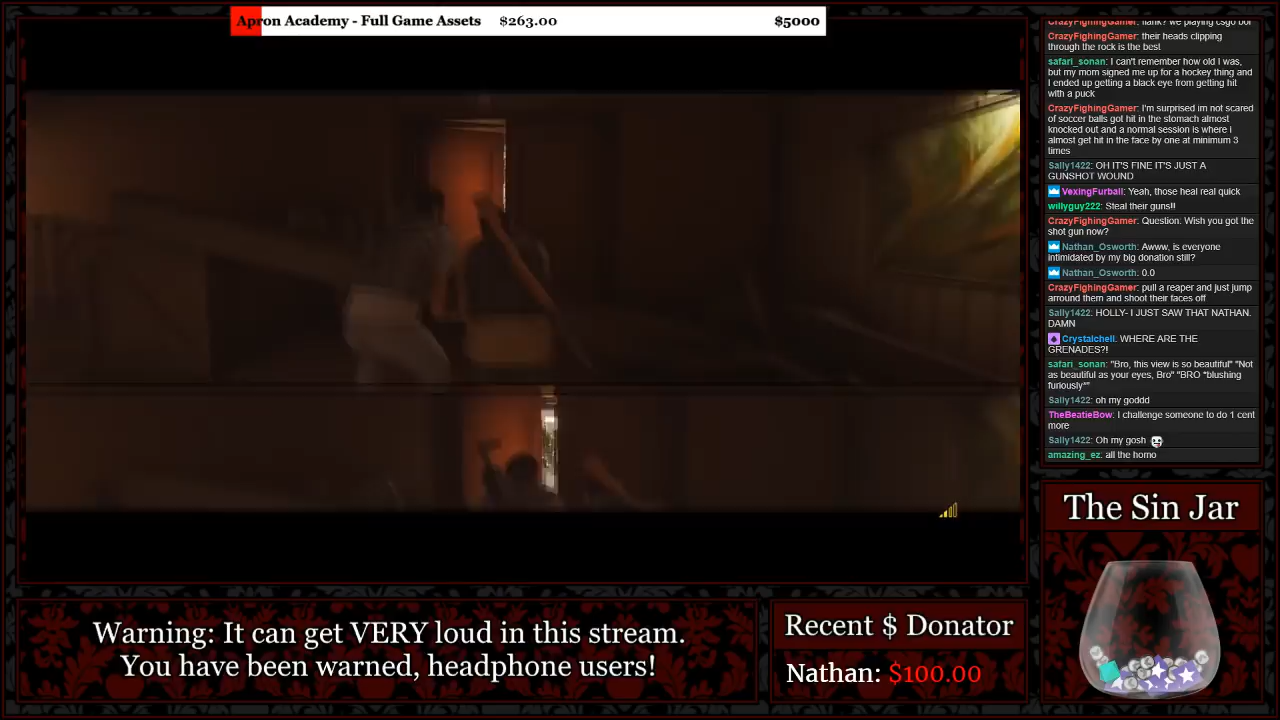 Apron Academy - Full Game Assets $263.00 $5000
CrazyFighingGamer: their heads clipping
through the rock is the best
safari_sonan: I can't remember how old I was,
but my mom signed me up for a hockey thing and
I ended up getting a black eye from getting hit
with a puck
CrazyFighingGamer: I'm surprised im not scared
of soccer balls got hit in the stomach almost
knocked out and a normal session is where i
almost get hit in the face by one at minimum 3
times
Sally1422: OH IT'S FINE IT'S JUST A
GUNSHOT WOUND
VexingFurball: Yeah, those heal real quick
willyguy222: Steal their guns!!
CrazyFighingGamer: Question: Wish you got the
shot gun now?
Nathan_Osworth: Awww, is everyone
intimidated by my big donation still?
Nathan_Osworth: 0.0
CrazyFighingGamer: pull a reaper and just jump
arround them and shoot their faces off
Sally1422: HOLLY- I JUST SAW THAT NATHAN.
DAMN
Crystalchell: WHERE ARE THE
GRENADES?!
safari_sonan: "Bro, this view is so beautiful" "Not
as beautiful as your eyes, Bro" "BRO *blushing
furiously*"
Sally1422: oh my goddd
TheBeatieBow: I challenge someone to do 1 cent
more
Sally1422: Oh my gosh
amazing_ez: all the homo
The Sin Jar
Warning: It can get VERY loud in this stream.
You have been warned, headphone users!
Recent $ Donator
Nathan: $100.00